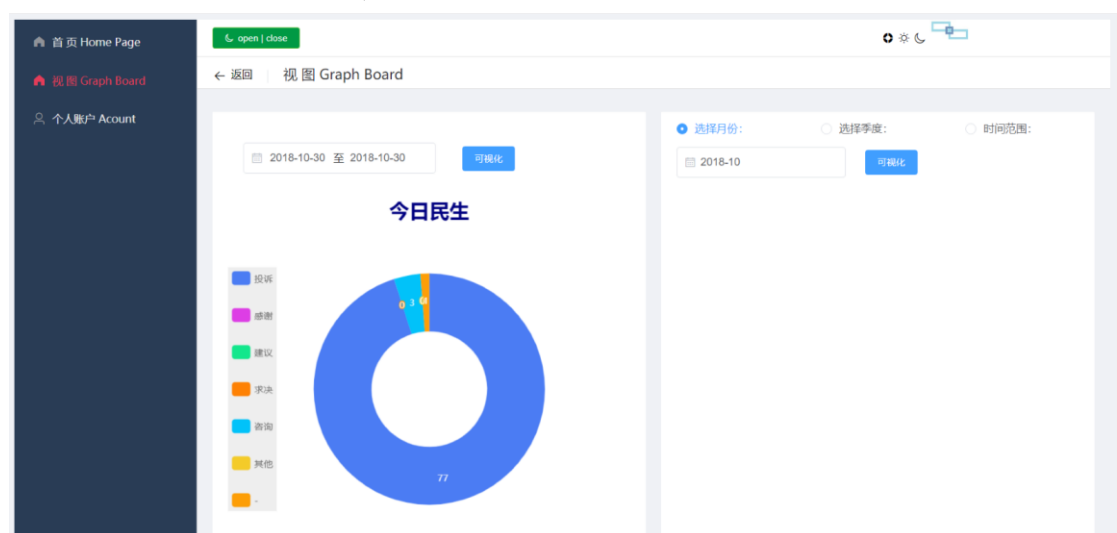 首 页 Home Page
视 图 Graph Board
个人账户 Acount
open | close
← 返回 视 图 Graph Board
2018-10-30 至 2018-10-30 可视化
今日民生
投诉
感谢
建议
求决
咨询
其他
-
0 3
77
选择月份: 选择季度: 时间范围:
2018-10 可视化